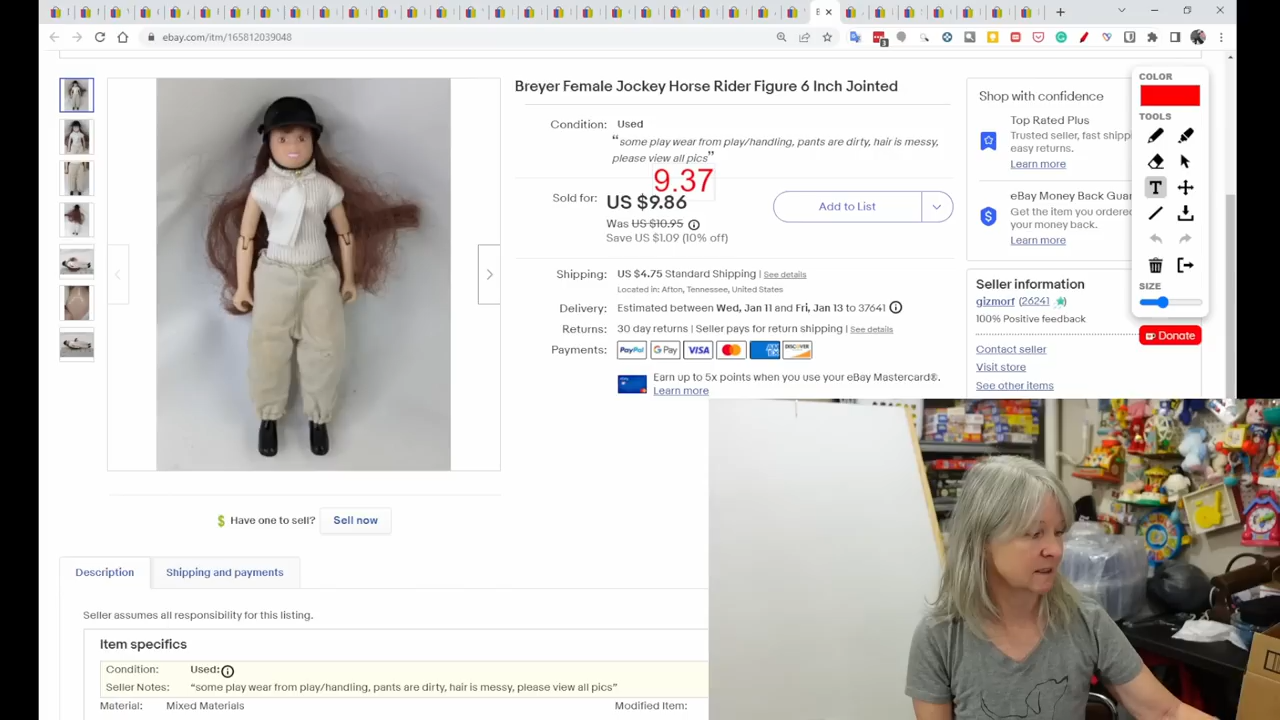 ebay.com/itm/165812039048
3
Breyer Female Jockey Horse Rider Figure 6 Inch Jointed
Condition: Used
“some play wear from play/handling, pants are dirty, hair is messy,
please view all pics”
9.37
Sold for: US $9.86
Was US $10.95
Save US $1.09 (10% off)
Add to List
Shipping: US $4.75 Standard Shipping | See details
Located in: Afton, Tennessee, United States
Delivery: Estimated between Wed, Jan 11 and Fri, Jan 13 to 37641
Returns: 30 day returns | Seller pays for return shipping | See details
Payments: PayPal G Pay VISA DISCOVER
Earn up to 5x points when you use your eBay Mastercard®.
Learn more
Shop with confidence
Top Rated Plus
Trusted seller, fast shipp
easy returns.
Learn more
eBay Money Back Guar
Get the item you ordere
your money back.
Learn more
Seller information
gizmorf (26241)
100% Positive feedback
Contact seller
Visit store
See other items
COLOR
TOOLS
T
SIZE
Donate
Have one to sell? Sell now
Description
Shipping and payments
Seller assumes all responsibility for this listing.
Item specifics
Condition: Used:
Seller Notes: “some play wear from play/handling, pants are dirty, hair is messy, please view all pics”
Material: Mixed Materials
Modified Item: